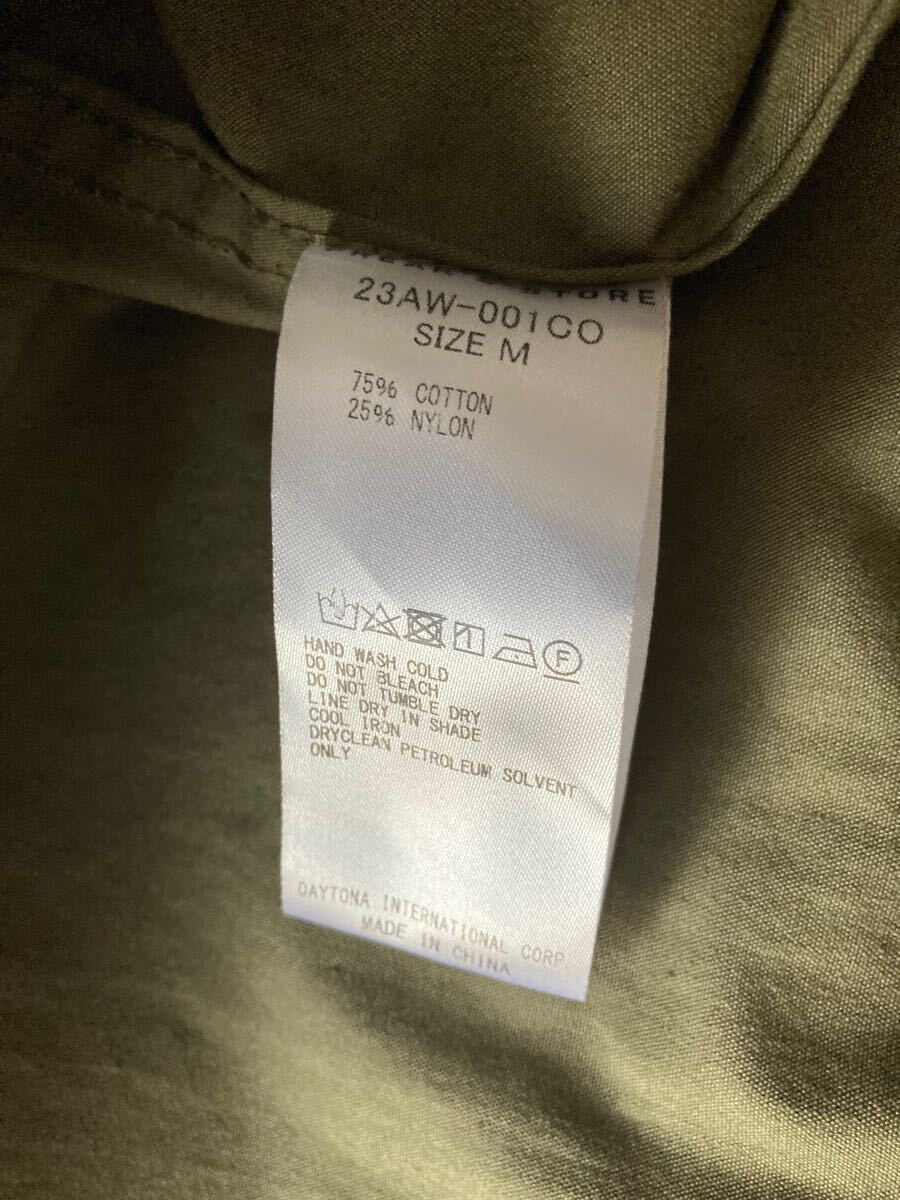 STORE
23AW-001CO
SIZE M
75% COTTON
25% NYLON
F
HAND WASH COLD
DO NOT BLEACH
DO NOT TUMBLE DRY
LINE DRY IN SHADE
COOL IRON
DRYCLEAN PETROLEUM SOLVENT
ONLY
DAYTONA INTERNATIONAL CORP
MADE IN CHINA